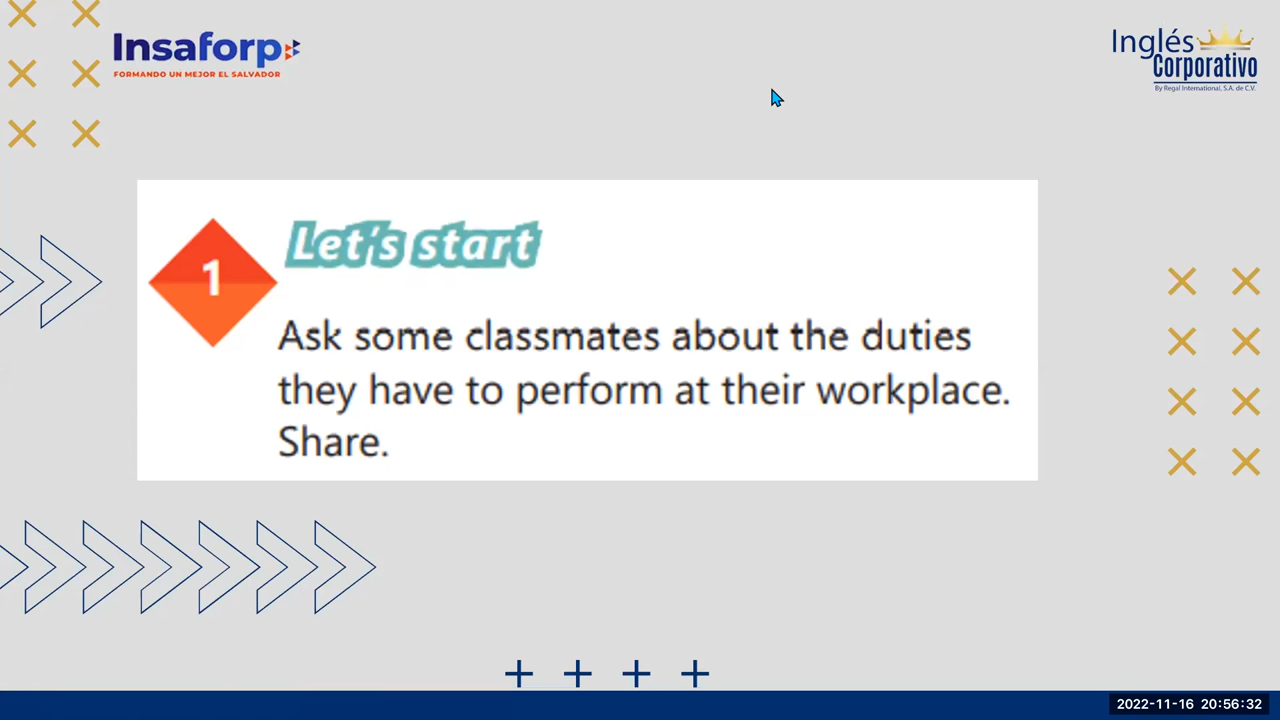 Insaforp
FORMANDO UN MEJOR EL SALVADOR
Inglés
Corporativo
By Regal International, S.A. de C.V.
1
Let's start
Ask some classmates about the duties
they have to perform at their workplace.
Share.
2022-11-16 20:56:32